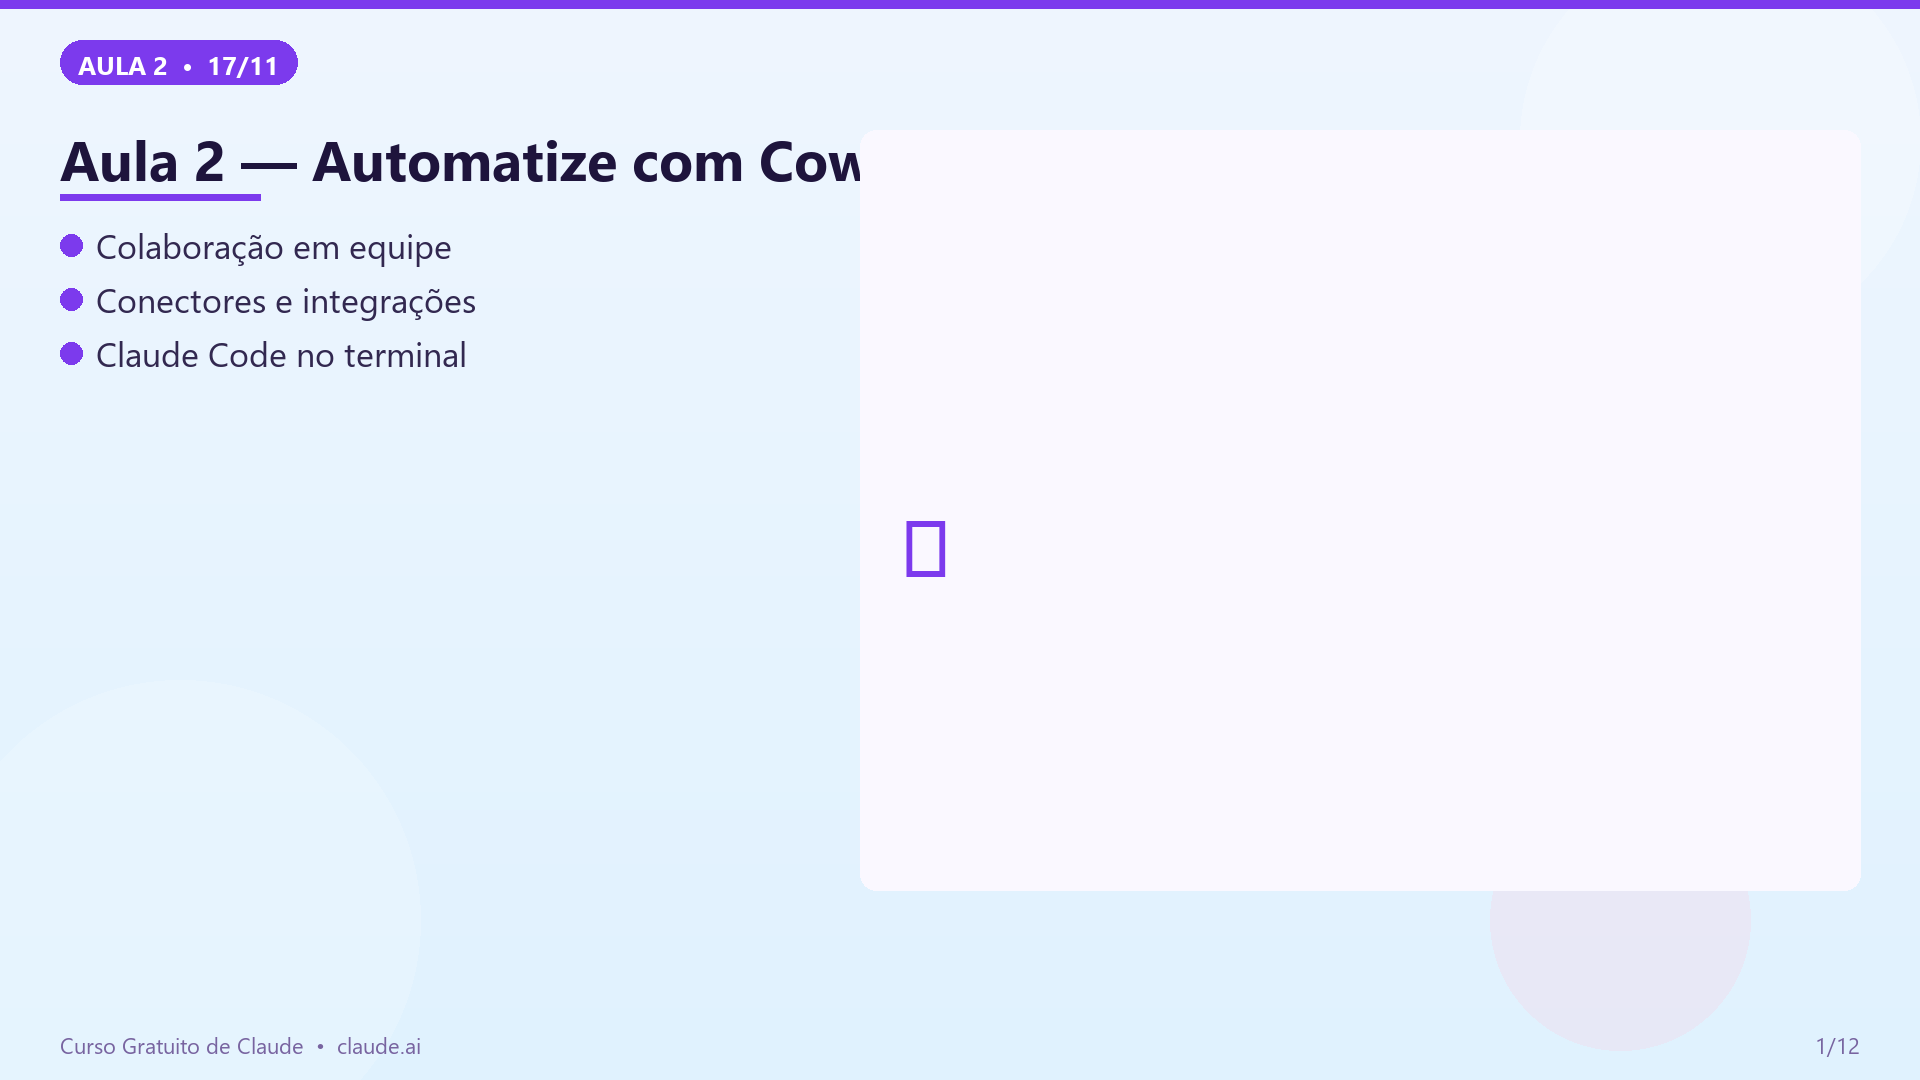 AULA 2 • 17/11
Aula 2 — Automatize com
Colaboração em equipe
Conectores e integrações
Claude Code no terminal
Curso Gratuito de Claude • claude.ai
1/12